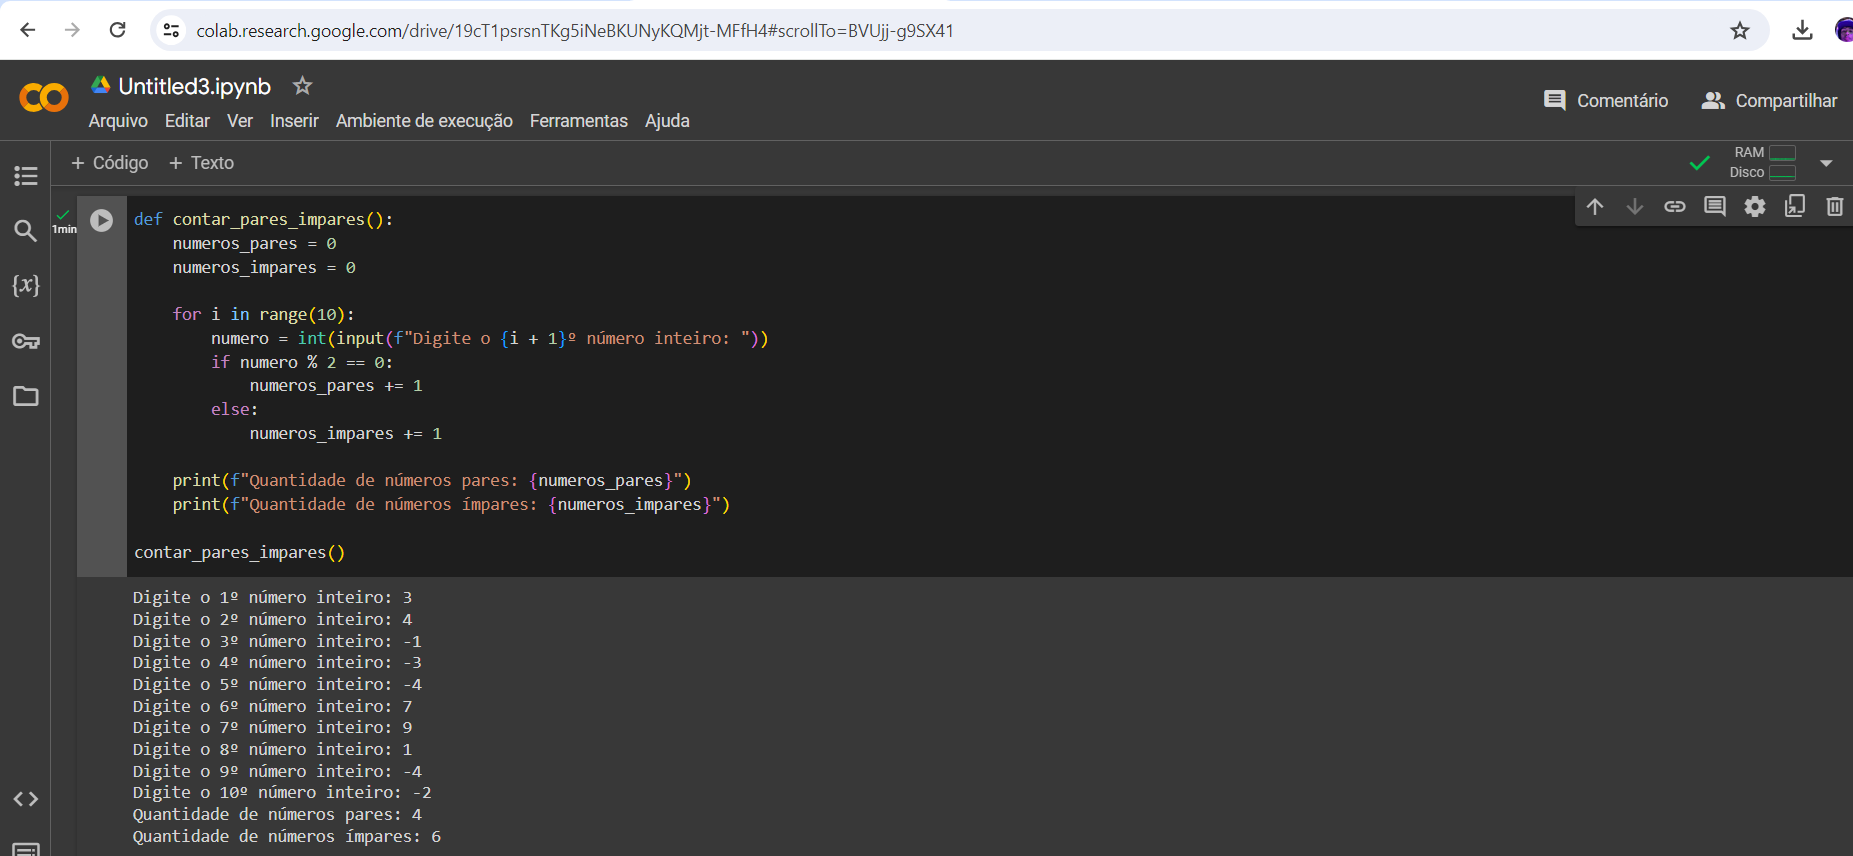 colab.research.google.com/drive/19cT1psrsnTKg5iNeBKUNyKQMjt-MFfH4#scrollTo=BVUjj-g9SX41
Untitled3.ipynb
Comentário
Compartilhar
Arquivo Editar Ver Inserir Ambiente de execução Ferramentas Ajuda
+ Código + Texto
RAM
Disco
1min
def contar_pares_impares():
    numeros_pares = 0
    numeros_impares = 0
    for i in range(10):
        numero = int(input(f"Digite o {i + 1}º número inteiro: "))
        if numero % 2 == 0:
            numeros_pares += 1
        else:
            numeros_impares += 1
    print(f"Quantidade de números pares: {numeros_pares}")
    print(f"Quantidade de números ímpares: {numeros_impares}")
contar_pares_impares()
Digite o 1º número inteiro: 3
Digite o 2º número inteiro: 4
Digite o 3º número inteiro: -1
Digite o 4º número inteiro: -3
Digite o 5º número inteiro: -4
Digite o 6º número inteiro: 7
Digite o 7º número inteiro: 9
Digite o 8º número inteiro: 1
Digite o 9º número inteiro: -4
Digite o 10º número inteiro: -2
Quantidade de números pares: 4
Quantidade de números ímpares: 6